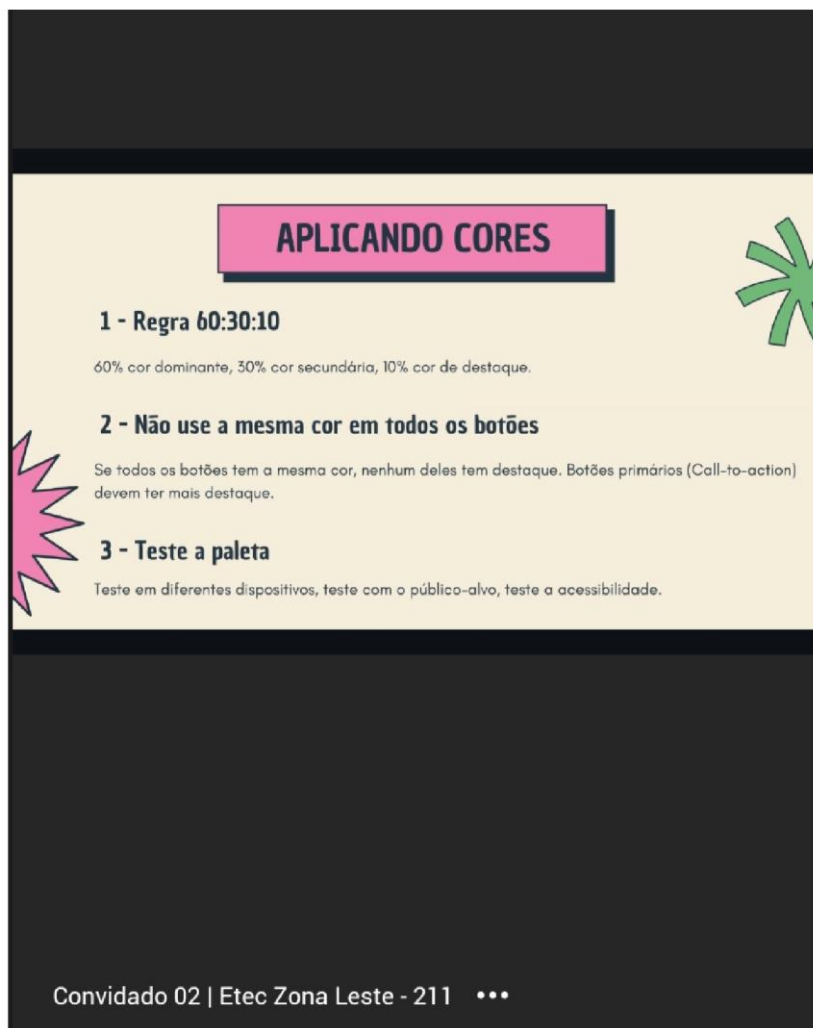 APLICANDO CORES
1 - Regra 60:30:10
60% cor dominante, 30% cor secundária, 10% cor de destaque.
2 - Não use a mesma cor em todos os botões
Se todos os botões tem a mesma cor, nenhum deles tem destaque. Botões primários (Call-to-action)
devem ter mais destaque.
3 - Teste a paleta
Teste em diferentes dispositivos, teste com o público-alvo, teste a acessibilidade.
Convidado 02 | Etec Zona Leste - 211 •••